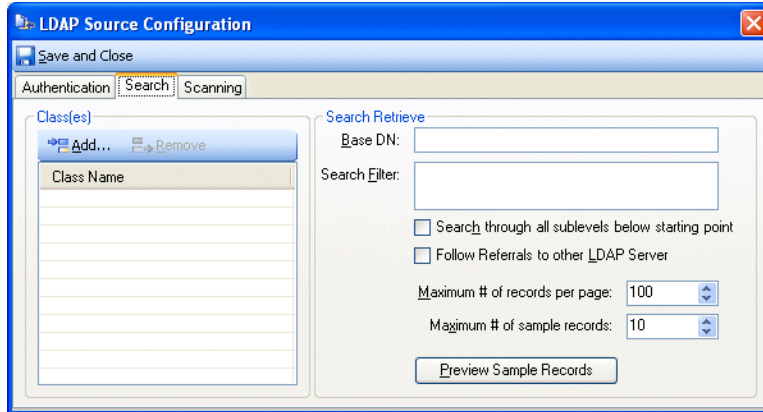 LDAP Source Configuration
Save and Close
Authentication Search Scanning
Class(es)
Add... Remove
Class Name
Search Retrieve
Base DN:
Search Filter:
Search through all sublevels below starting point
Follow Referrals to other LDAP Server
Maximum # of records per page: 100
Maximum # of sample records: 10
Preview Sample Records